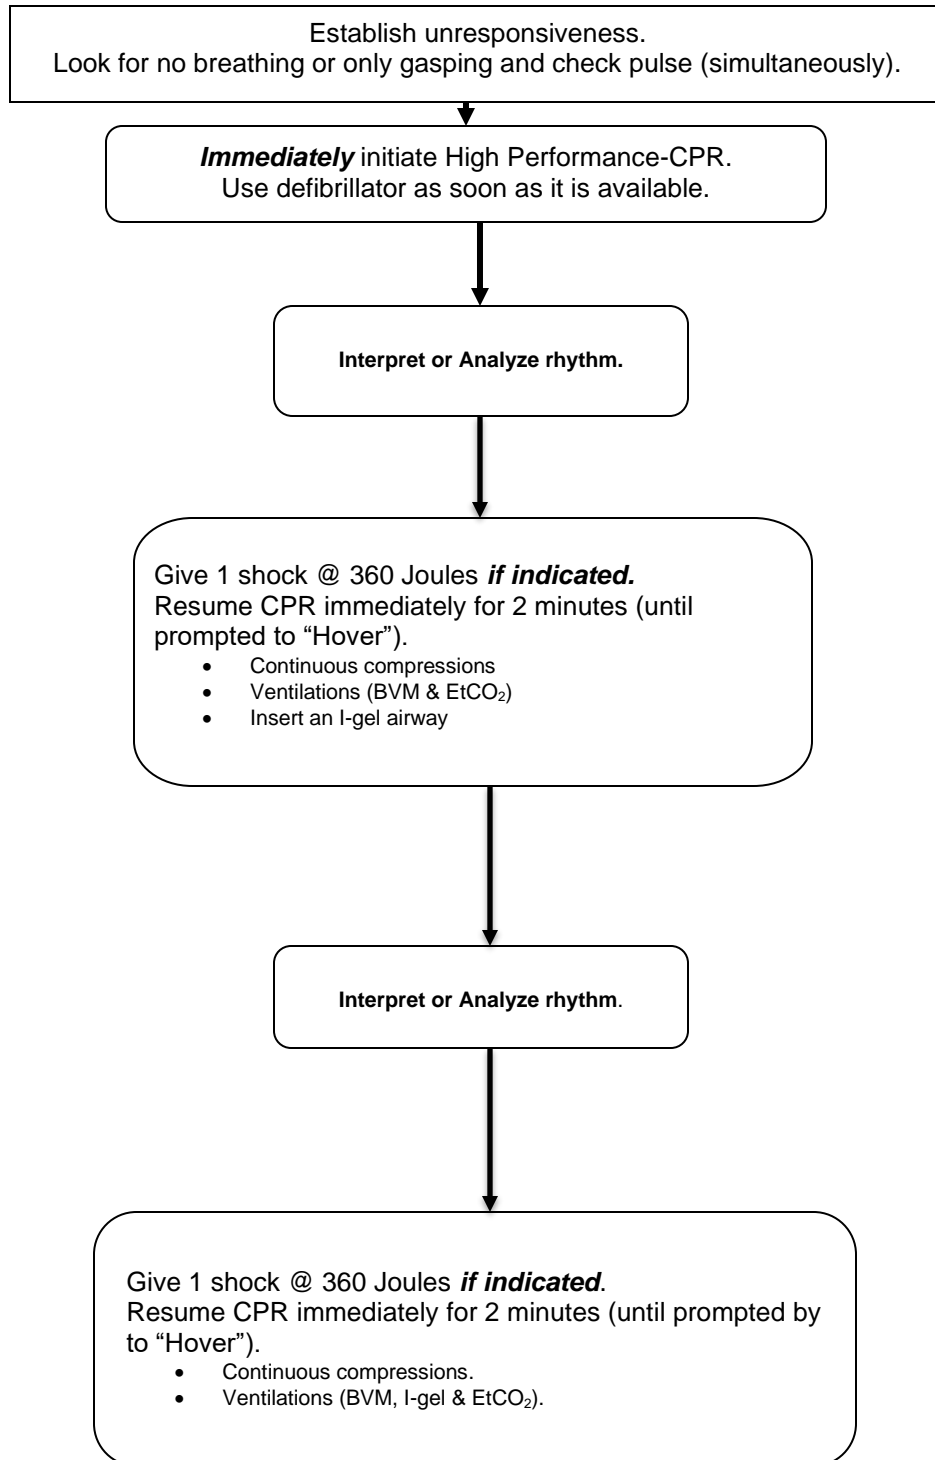 Establish unresponsiveness.
Look for no breathing or only gasping and check pulse (simultaneously).
Immediately initiate High Performance-CPR.
Use defibrillator as soon as it is available.
Interpret or Analyze rhythm.
Give 1 shock @ 360 Joules if indicated.
Resume CPR immediately for 2 minutes (until
prompted to “Hover”).
• Continuous compressions
• Ventilations (BVM & EtCO₂)
• Insert an I-gel airway
Interpret or Analyze rhythm.
Give 1 shock @ 360 Joules if indicated.
Resume CPR immediately for 2 minutes (until prompted by
to “Hover”).
• Continuous compressions.
• Ventilations (BVM, I-gel & EtCO₂).